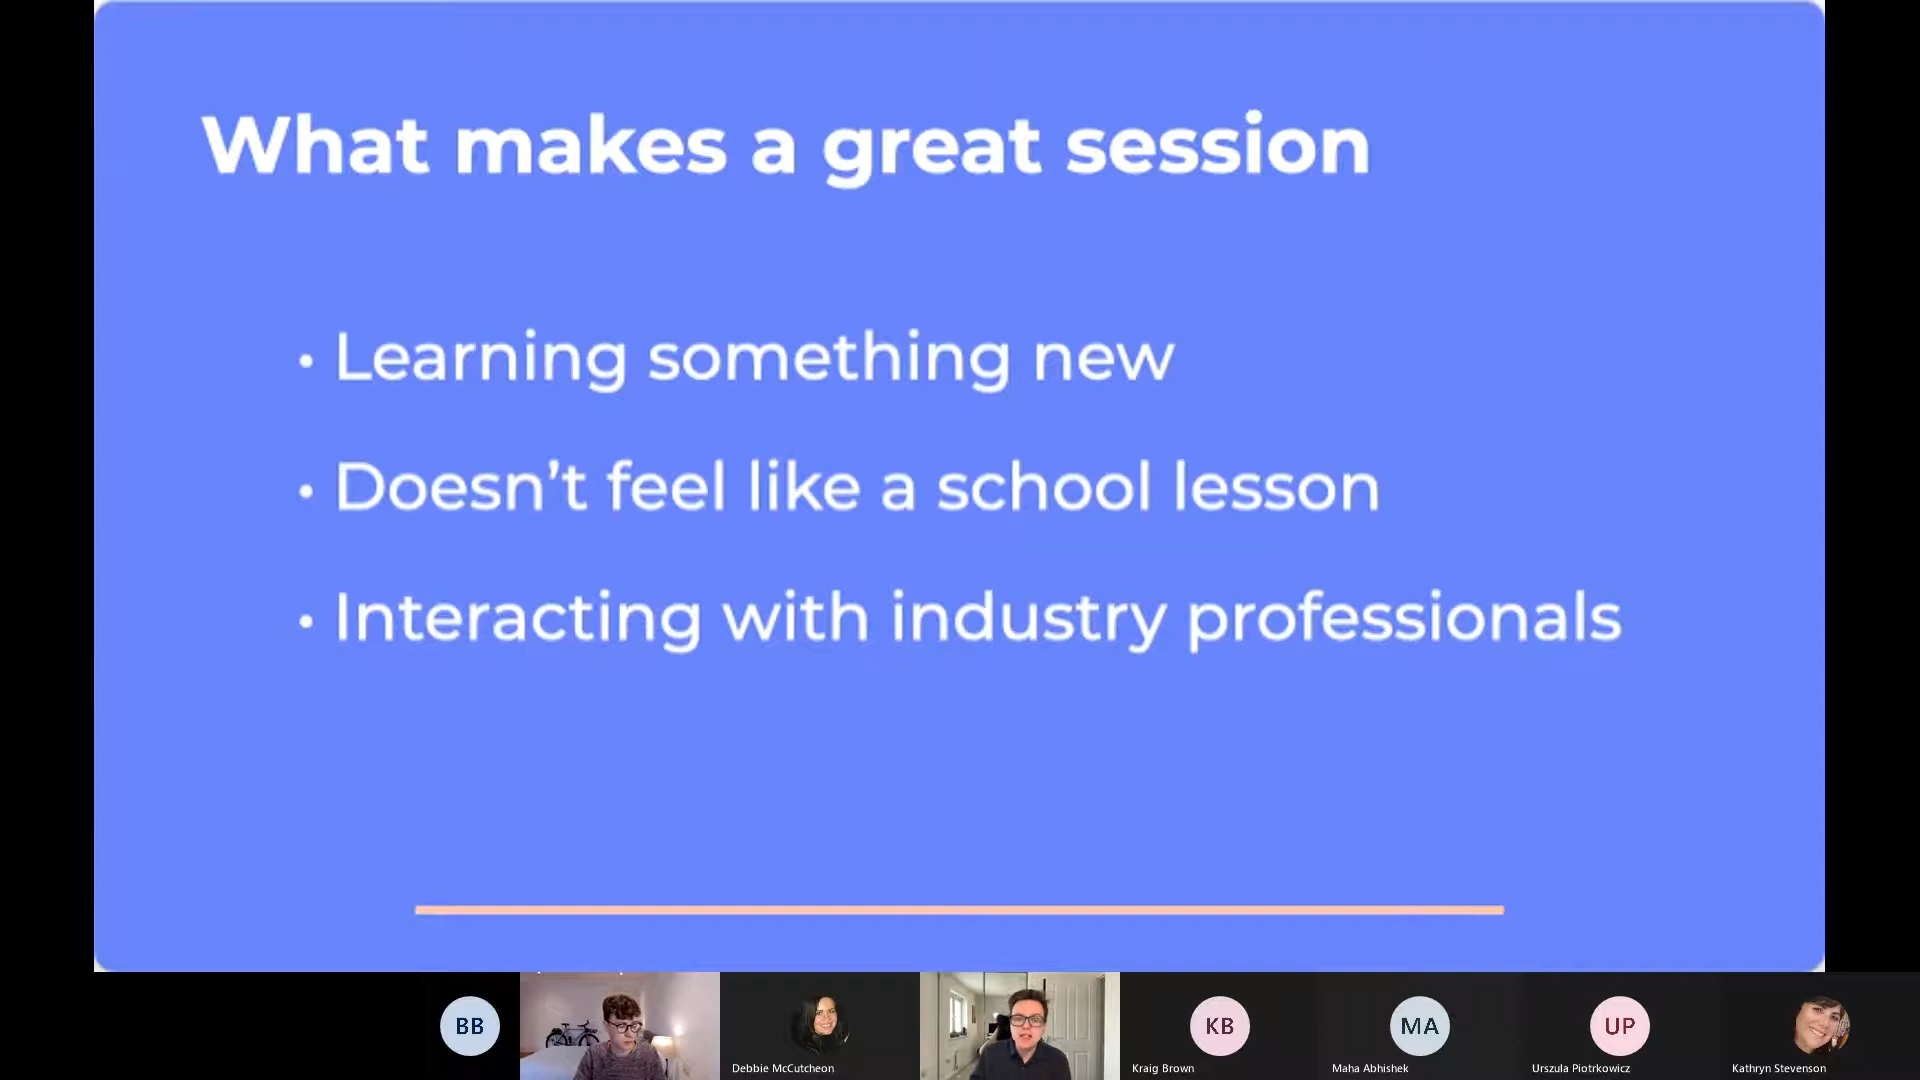 What makes a great session
• Learning something new
• Doesn’t feel like a school lesson
• Interacting with industry professionals
BB
Debbie McCutcheon
KB
Kraig Brown
MA
Maha Abhishek
UP
Urszula Piotrkowicz
Kathryn Stevenson